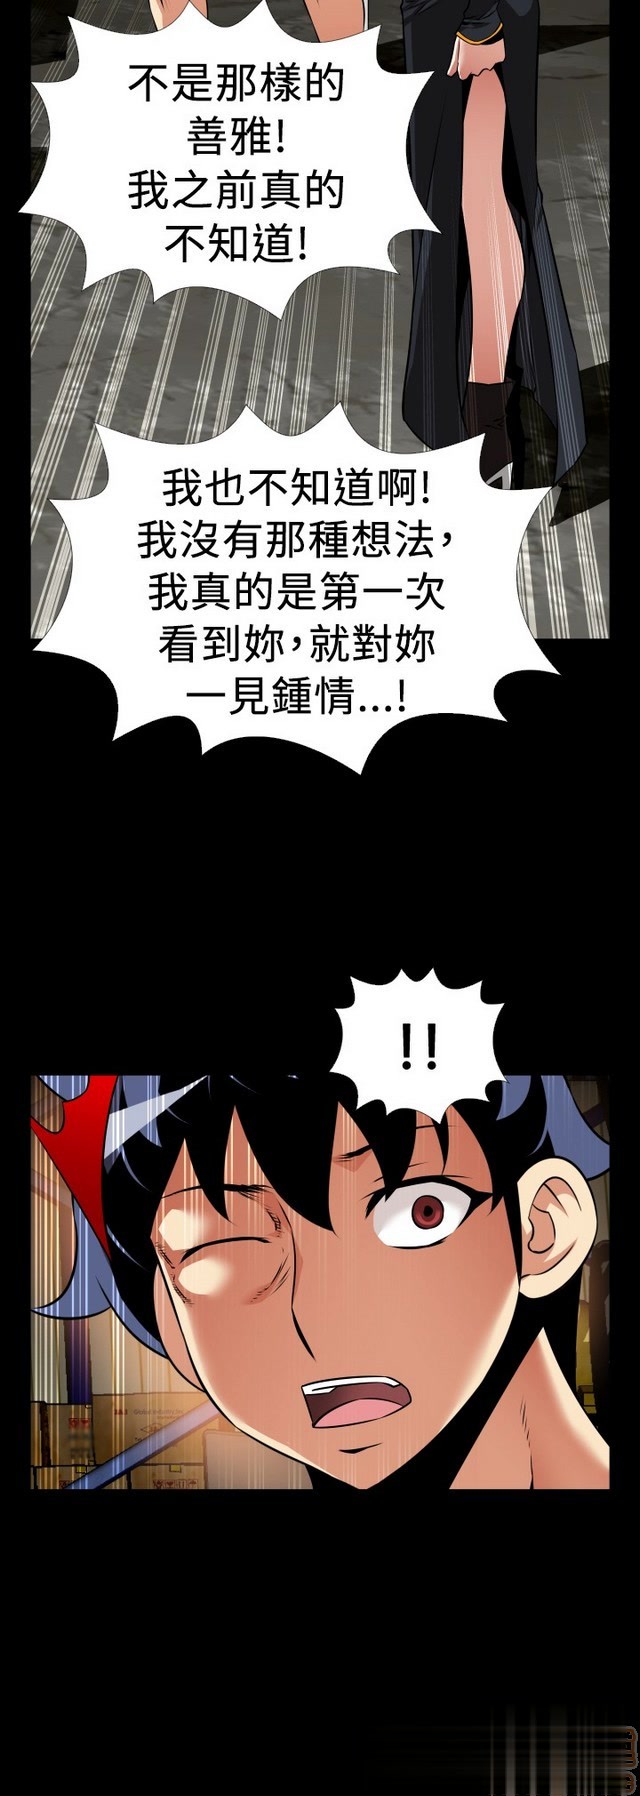 不是那樣的
善雅!
我之前真的
不知道!
我也不知道啊!
我沒有那種想法,
我真的是第一次
看到妳,就對妳
一見鍾情...!
!!